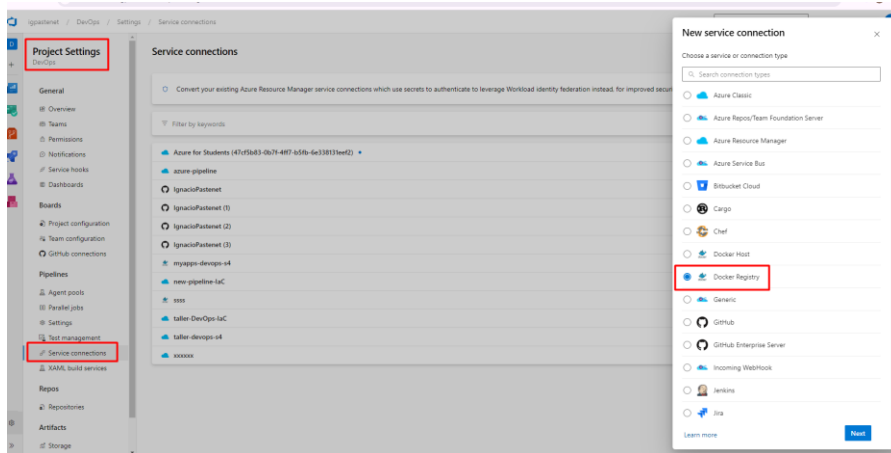 igpastenet / DevOps / Settings / Service connections
Project Settings
DevOps
General
Overview
Teams
Permissions
Notifications
Service hooks
Dashboards
Boards
Project configuration
Team configuration
GitHub connections
Pipelines
Agent pools
Parallel jobs
Settings
Test management
Service connections
XAML build services
Repos
Repositories
Artifacts
Storage
Service connections
Convert your existing Azure Resource Manager service connections which use secrets to authenticate to leverage Workload identity federation instead, for improved secur
Filter by keywords
Azure for Students (47cf5b83-0b7f-4ff7-b5fb-6e338131eef2)
azure-pipeline
IgnacioPastenet
IgnacioPastenet (1)
IgnacioPastenet (2)
IgnacioPastenet (3)
myapps-devops-s4
new-pipeline-IaC
ssss
taller-DevOps-IaC
taller-devops-s4
xxxxxx
New service connection
Choose a service or connection type
Search connection types
Azure Classic
Azure Repos/Team Foundation Server
Azure Resource Manager
Azure Service Bus
Bitbucket Cloud
Cargo
Chef
Docker Host
Docker Registry
Generic
GitHub
GitHub Enterprise Server
Incoming WebHook
Jenkins
Jira
Learn more
Next